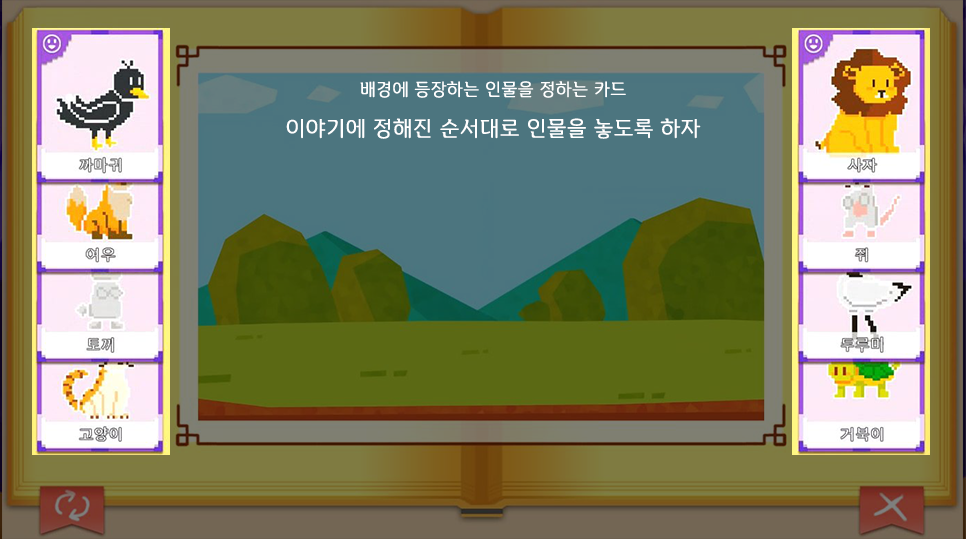 배경에 등장하는 인물을 정하는 카드
이야기에 정해진 순서대로 인물을 놓도록 하자
까마귀
여우
토끼
고양이
사자
쥐
두루미
거북이